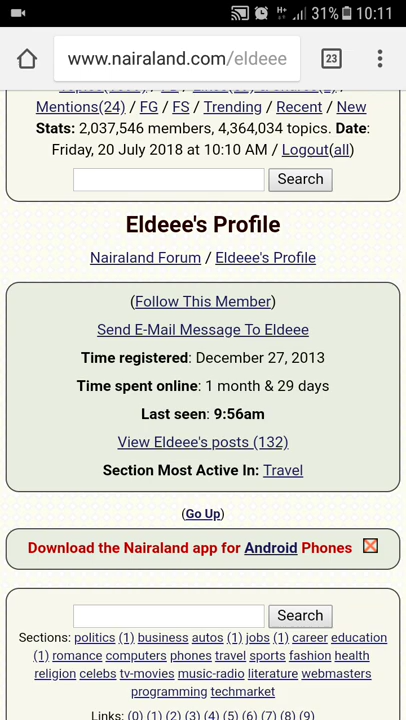 H+ 31% 10:11
www.nairaland.com/eldeee 23
Mentions(24) / FG / FS / Trending / Recent / New
Stats: 2,037,546 members, 4,364,034 topics. Date:
Friday, 20 July 2018 at 10:10 AM / Logout(all)
Search
Eldeee's Profile
Nairaland Forum / Eldeee's Profile
(Follow This Member)
Send E-Mail Message To Eldeee
Time registered: December 27, 2013
Time spent online: 1 month & 29 days
Last seen: 9:56am
View Eldeee's posts (132)
Section Most Active In: Travel
(Go Up)
Download the Nairaland app for Android Phones
Search
Sections: politics (1) business autos (1) jobs (1) career education
(1) romance computers phones travel sports fashion health
religion celebs tv-movies music-radio literature webmasters
programming techmarket
Links: (0) (1) (2) (3) (4) (5) (6) (7) (8) (9)